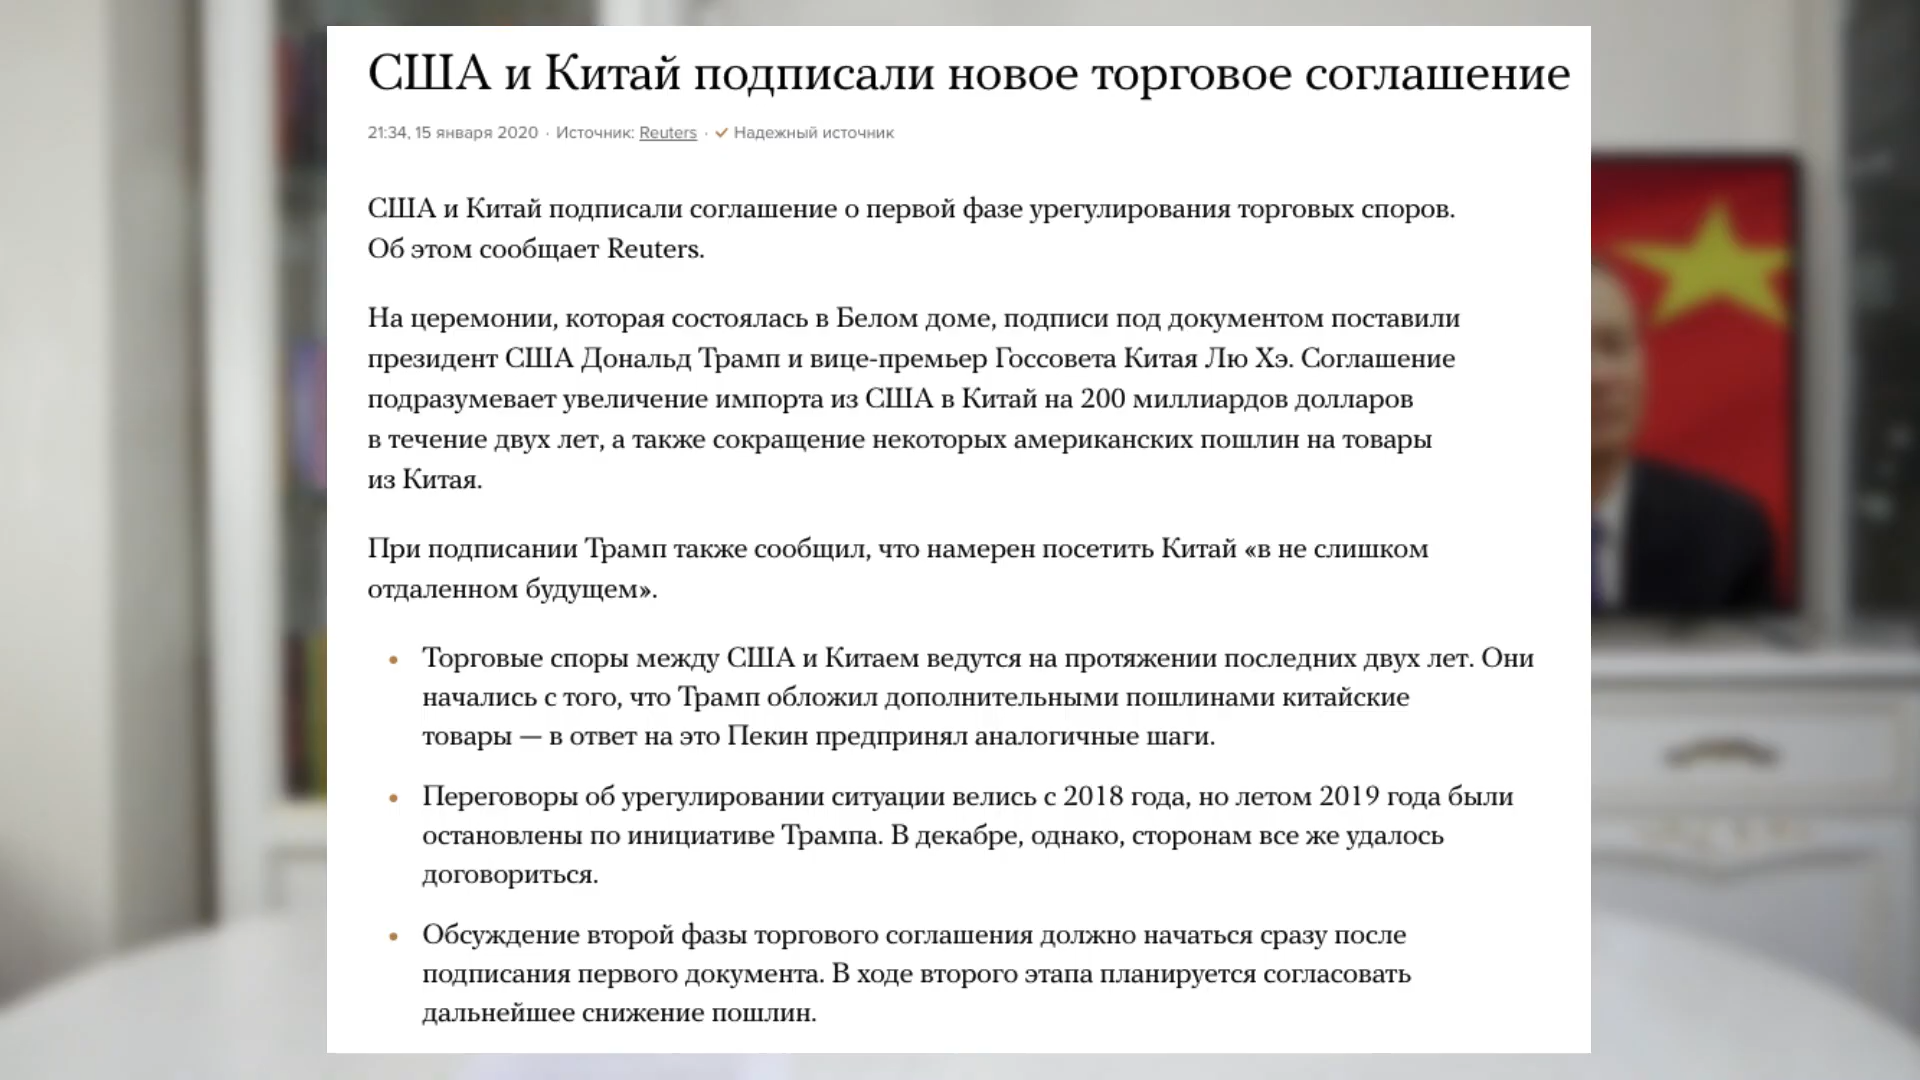 США и Китай подписали новое торговое соглашение
21:34, 15 января 2020 · Источник: Reuters · ✓ Надежный источник
США и Китай подписали соглашение о первой фазе урегулирования торговых споров.
Об этом сообщает Reuters.
На церемонии, которая состоялась в Белом доме, подписи под документом поставили
президент США Дональд Трамп и вице-премьер Госсовета Китая Лю Хэ. Соглашение
подразумевает увеличение импорта из США в Китай на 200 миллиардов долларов
в течение двух лет, а также сокращение некоторых американских пошлин на товары
из Китая.
При подписании Трамп также сообщил, что намерен посетить Китай «в не слишком
отдаленном будущем».
• Торговые споры между США и Китаем ведутся на протяжении последних двух лет. Они
начались с того, что Трамп обложил дополнительными пошлинами китайские
товары — в ответ на это Пекин предпринял аналогичные шаги.
• Переговоры об урегулировании ситуации велись с 2018 года, но летом 2019 года были
остановлены по инициативе Трампа. В декабре, однако, сторонам все же удалось
договориться.
• Обсуждение второй фазы торгового соглашения должно начаться сразу после
подписания первого документа. В ходе второго этапа планируется согласовать
дальнейшее снижение пошлин.